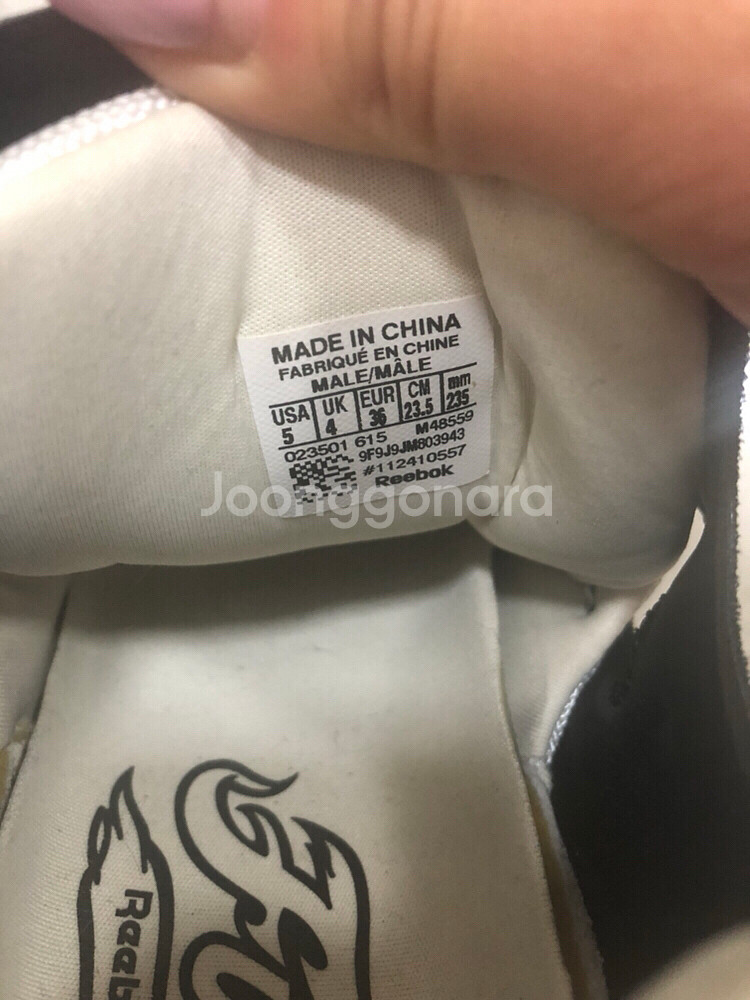 MADE IN CHINA
FABRIQUÉ EN CHINE
MALE/MÂLE
USA UK EUR CM mm
5 4 36 23.5 235
023501 615 M48559
9F9J9JM803943
#112410557
Reebok
Joonggonara
Reeb